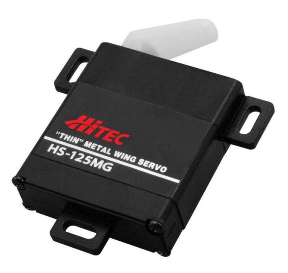 HiTEC
"THIN" METAL WING SERVO
HS-125MG